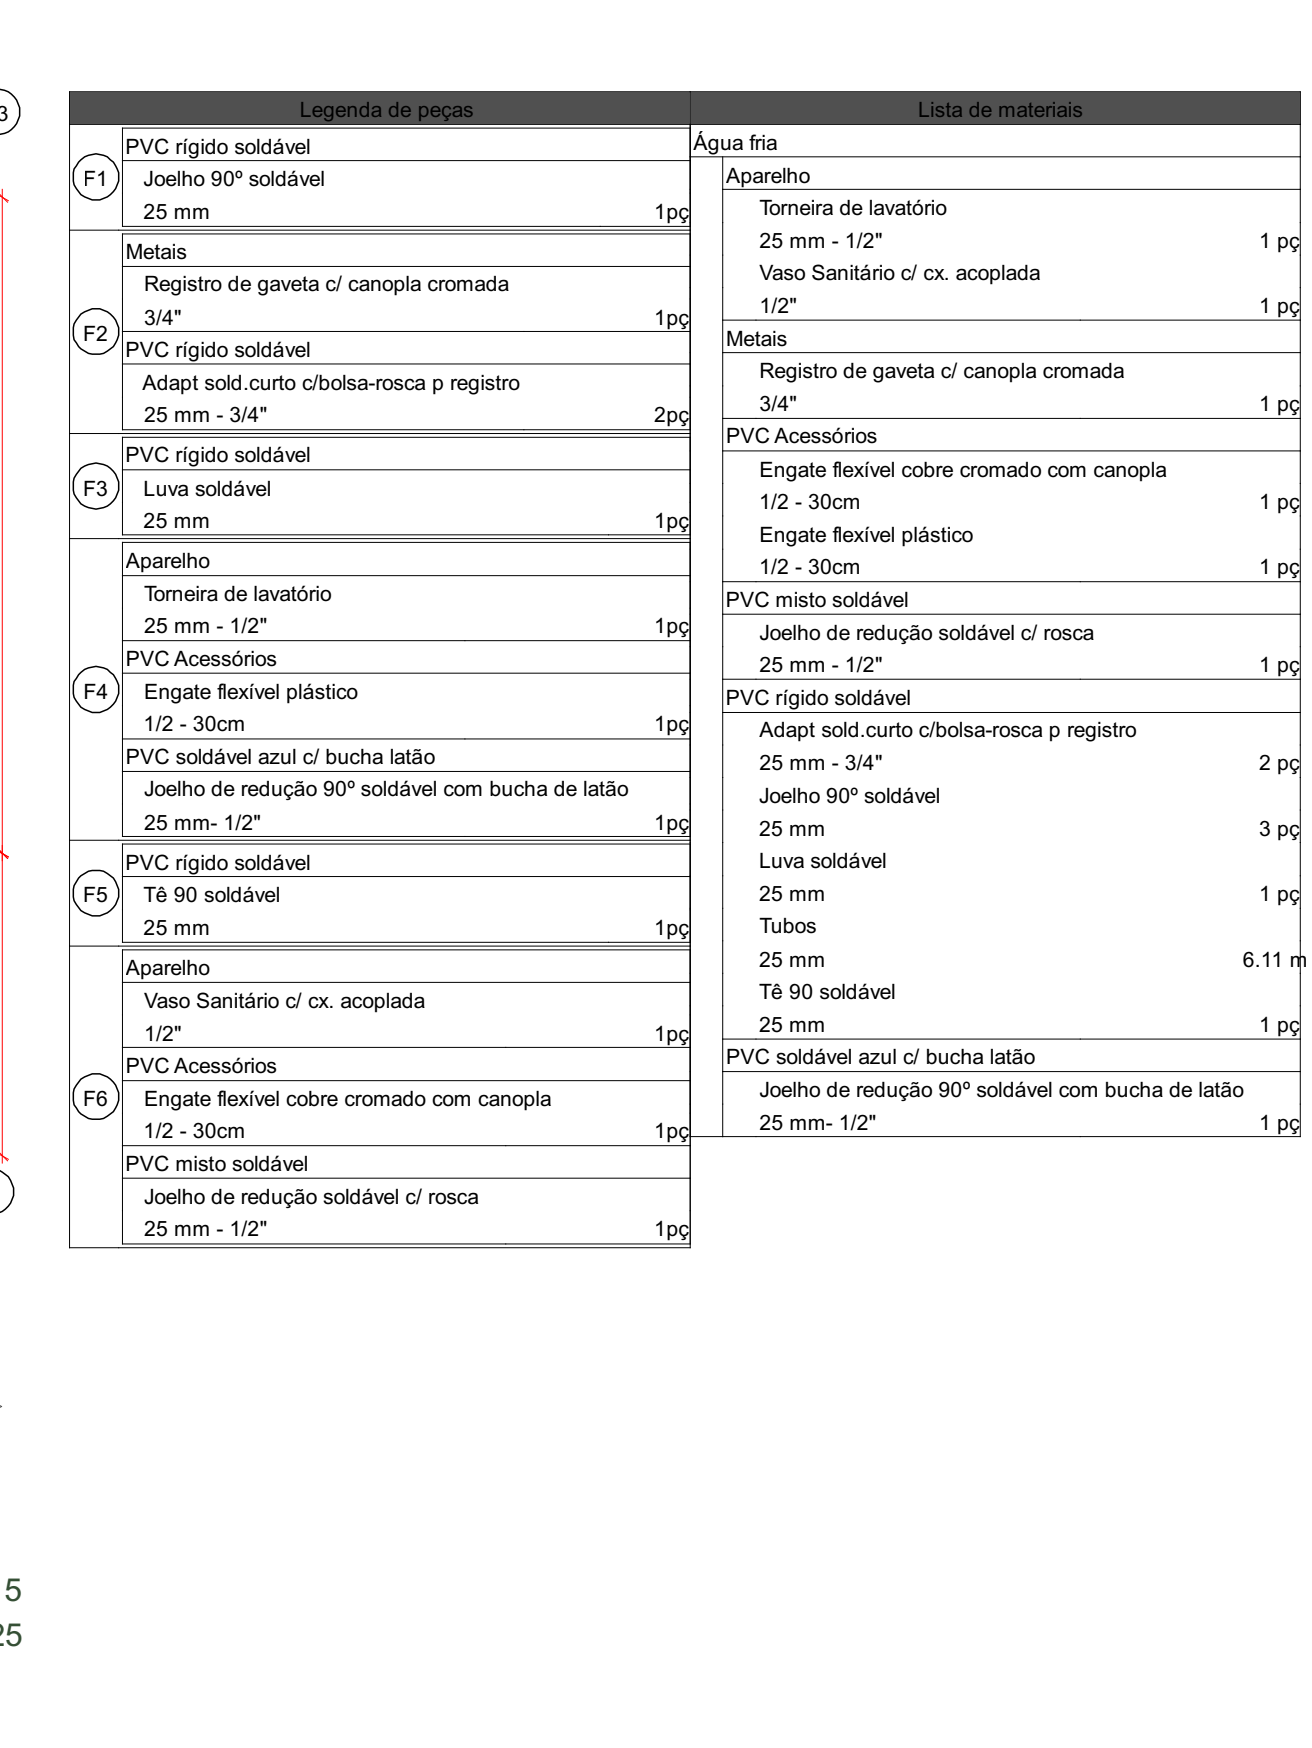 3
Legenda de peças
F1
PVC rígido soldável
Joelho 90º soldável
25 mm 1pç
F2
Metais
Registro de gaveta c/ canopla cromada
3/4" 1pç
PVC rígido soldável
Adapt sold.curto c/bolsa-rosca p registro
25 mm - 3/4" 2pç
F3
PVC rígido soldável
Luva soldável
25 mm 1pç
F4
Aparelho
Torneira de lavatório
25 mm - 1/2" 1pç
PVC Acessórios
Engate flexível plástico
1/2 - 30cm 1pç
PVC soldável azul c/ bucha latão
Joelho de redução 90º soldável com bucha de latão
25 mm- 1/2" 1pç
F5
PVC rígido soldável
Tê 90 soldável
25 mm 1pç
F6
Aparelho
Vaso Sanitário c/ cx. acoplada
1/2" 1pç
PVC Acessórios
Engate flexível cobre cromado com canopla
1/2 - 30cm 1pç
PVC misto soldável
Joelho de redução soldável c/ rosca
25 mm - 1/2" 1pç
Lista de materiais
Água fria
Aparelho
Torneira de lavatório
25 mm - 1/2" 1 pç
Vaso Sanitário c/ cx. acoplada
1/2" 1 pç
Metais
Registro de gaveta c/ canopla cromada
3/4" 1 pç
PVC Acessórios
Engate flexível cobre cromado com canopla
1/2 - 30cm 1 pç
Engate flexível plástico
1/2 - 30cm 1 pç
PVC misto soldável
Joelho de redução soldável c/ rosca
25 mm - 1/2" 1 pç
PVC rígido soldável
Adapt sold.curto c/bolsa-rosca p registro
25 mm - 3/4" 2 pç
Joelho 90º soldável
25 mm 3 pç
Luva soldável
25 mm 1 pç
Tubos
25 mm 6.11 m
Tê 90 soldável
25 mm 1 pç
PVC soldável azul c/ bucha latão
Joelho de redução 90º soldável com bucha de latão
25 mm- 1/2" 1 pç
5
25